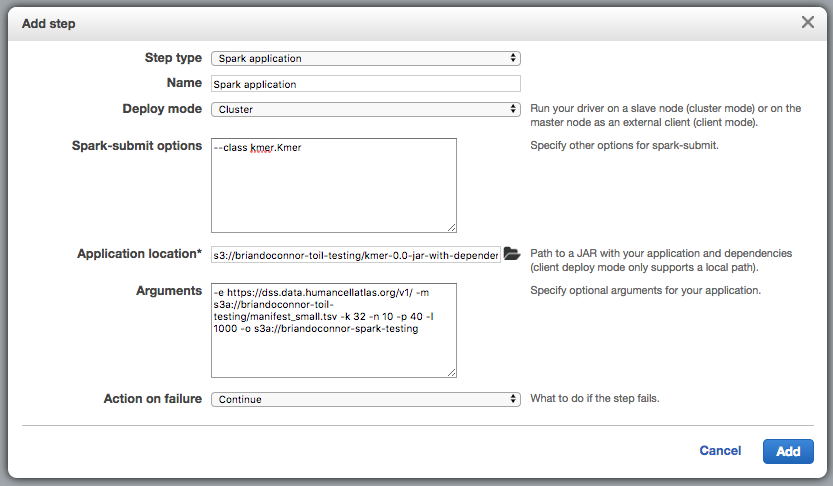 Add step
Step type Spark application
Name Spark application
Deploy mode Cluster Run your driver on a slave node (cluster mode) or on the
master node as an external client (client mode).
Spark-submit options --class kmer.Kmer Specify other options for spark-submit.
Application location* s3://briandoconnor-toil-testing/kmer-0.0-jar-with-depender Path to a JAR with your application and dependencies
(client deploy mode only supports a local path).
Arguments -e https://dss.data.humancellatlas.org/v1/ -m Specify optional arguments for your application.
s3a://briandoconnor-toil-
testing/manifest_small.tsv -k 32 -n 10 -p 40 -l
1000 -o s3a://briandoconnor-spark-testing
Action on failure Continue What to do if the step fails.
Cancel Add